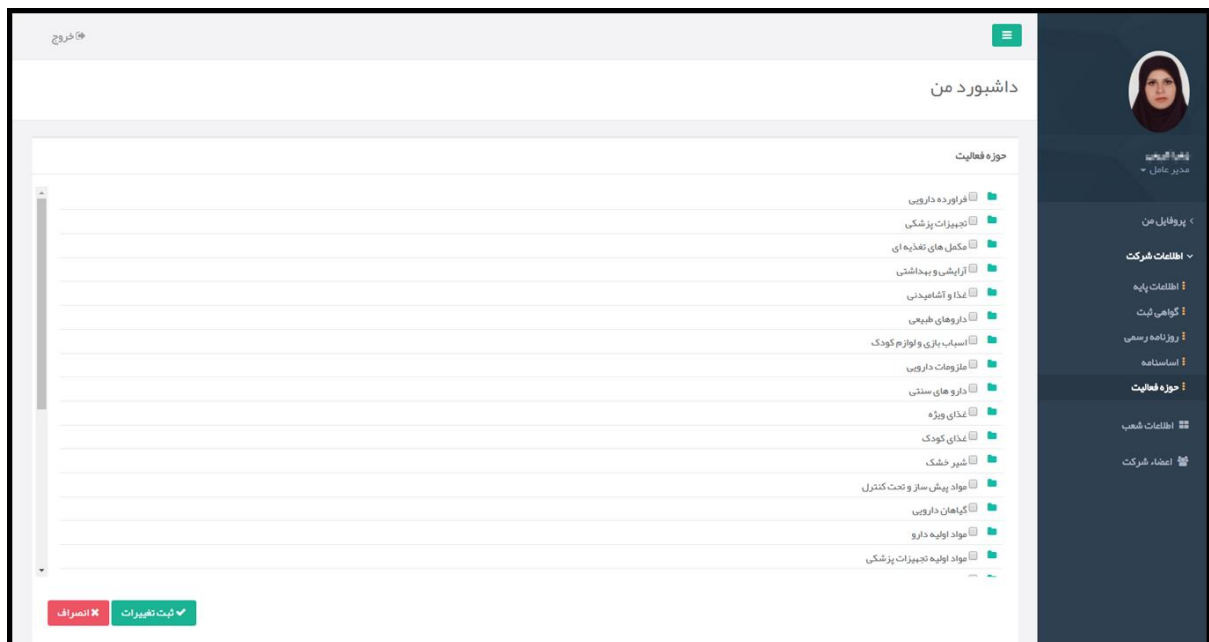 خروج
داشبورد من
حوزه فعالیت
فراورده دارویی
تجهیزات پزشکی
مکمل های تغذیه ای
آرایشی و بهداشتی
غذا و آشامیدنی
داروهای طبیعی
اسباب بازی و لوازم کودک
ملزومات دارویی
دارو های سنتی
غذای ویژه
غذای کودک
شیر خشک
مواد پیش ساز و تحت کنترل
گیاهان دارویی
مواد اولیه دارو
مواد اولیه تجهیزات پزشکی
ثبت تغییرات
انصراف
مدیر عامل
پروفایل من
اطلاعات شرکت
اطلاعات پایه
گواهی ثبت
روزنامه رسمی
اساسنامه
حوزه فعالیت
اطلاعات شعب
اعضاء شرکت